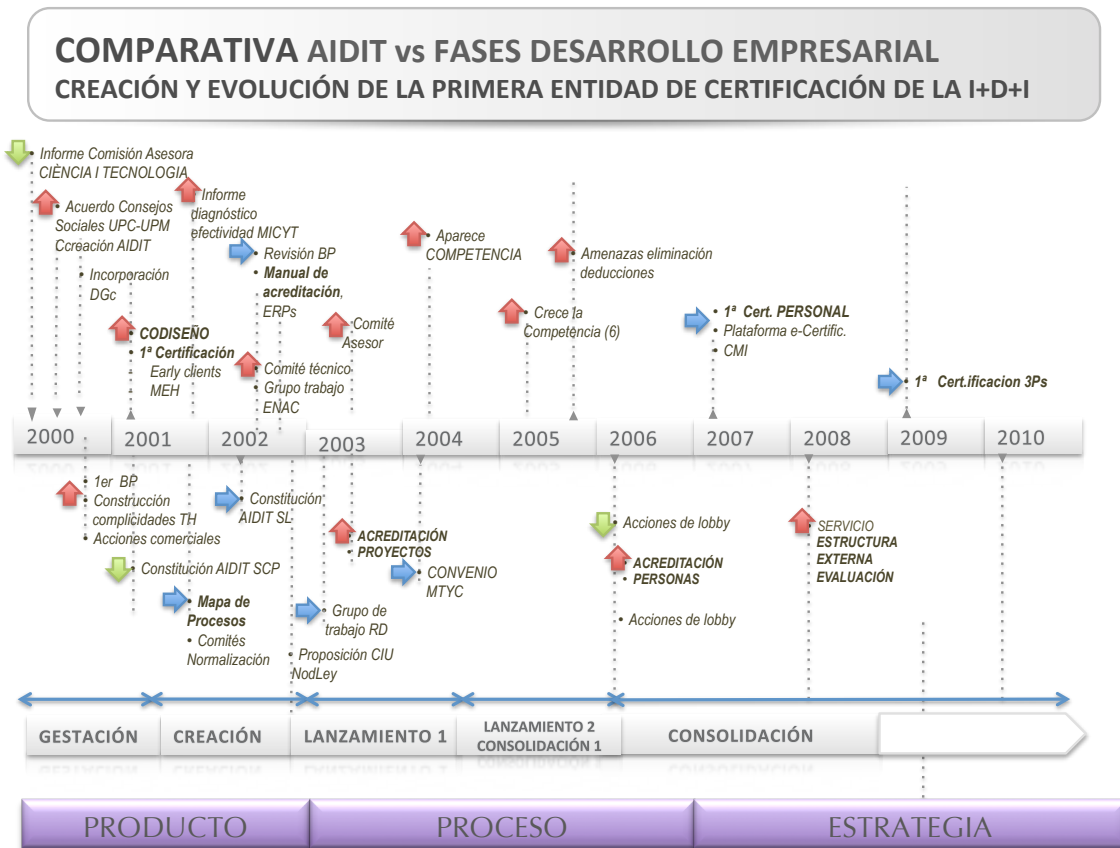 COMPARATIVA AIDIT vs FASES DESARROLLO EMPRESARIAL
CREACIÓN Y EVOLUCIÓN DE LA PRIMERA ENTIDAD DE CERTIFICACIÓN DE LA I+D+I
• Informe Comisión Asesora
CIÈNCIA I TECNOLOGIA
• Acuerdo Consejos
Sociales UPC-UPM
Ccreación AIDIT
• Incorporación
DGc
• CODISEÑO
• 1ª Certificación
– Early clients
MEH
• Informe
diagnóstico
efectividad MICYT
• Revisión BP
• Manual de
acreditación,
ERPs
• Comité técnico
• Grupo trabajo
ENAC
• Comité
Asesor
• Aparece
COMPETENCIA
• Crece la
Competencia (6)
• Amenazas eliminación
deducciones
• 1ª Cert. PERSONAL
• Plataforma e-Certific.
• CMI
• 1ª Cert.ificacion 3Ps
2000
2001
2002
2003
2004
2005
2006
2007
2008
2009
2010
• 1er BP
• Construcción
complicidades TH
• Acciones comerciales
• Constitución AIDIT SCP
• Mapa de
Procesos
• Comités
Normalización
• Constitución
AIDIT SL
• Proposición CIU
NodLey
• Grupo de
trabajo RD
• ACREDITACIÓN
• PROYECTOS
• CONVENIO
MTYC
• Acciones de lobby
• ACREDITACIÓN
• PERSONAS
• Acciones de lobby
• SERVICIO
ESTRUCTURA
EXTERNA
EVALUACIÓN
GESTACIÓN
CREACIÓN
LANZAMIENTO 1
LANZAMIENTO 2
CONSOLIDACIÓN 1
CONSOLIDACIÓN
PRODUCTO
PROCESO
ESTRATEGIA